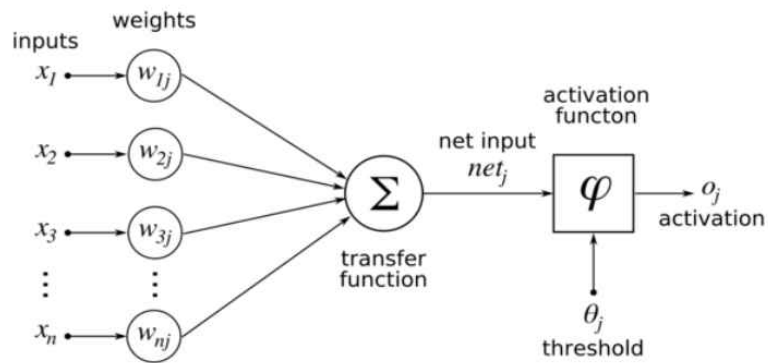 weights
inputs
x₁
w₁ⱼ
x₂
w₂ⱼ
x₃
w₃ⱼ
⋮
⋮
xₙ
wₙⱼ
Σ
transfer
function
net input
netⱼ
activation
functon
φ
oⱼ
activation
θⱼ
threshold